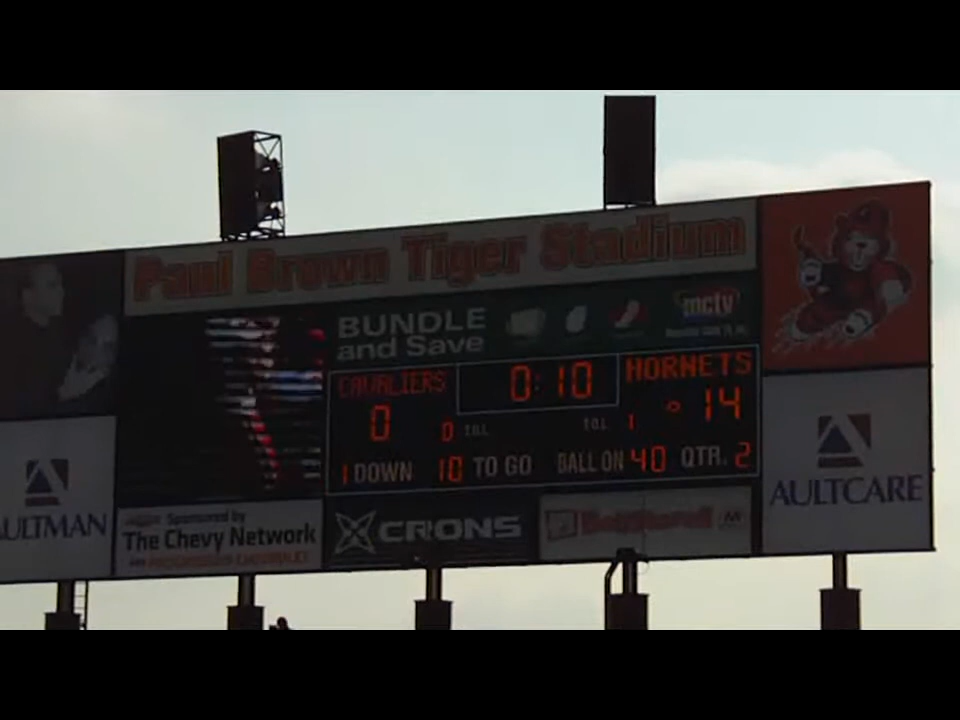 Paul Brown Tiger Stadium
BUNDLE
and Save
mctv
CAVALIERS
0:10
HORNETS
0
0 T.O.L.
T.O.L. 1
14
1 DOWN 10 TO GO BALL ON 40 QTR. 2
AULTMAN
Sponsored by
The Chevy Network
CRONS
AULTCARE